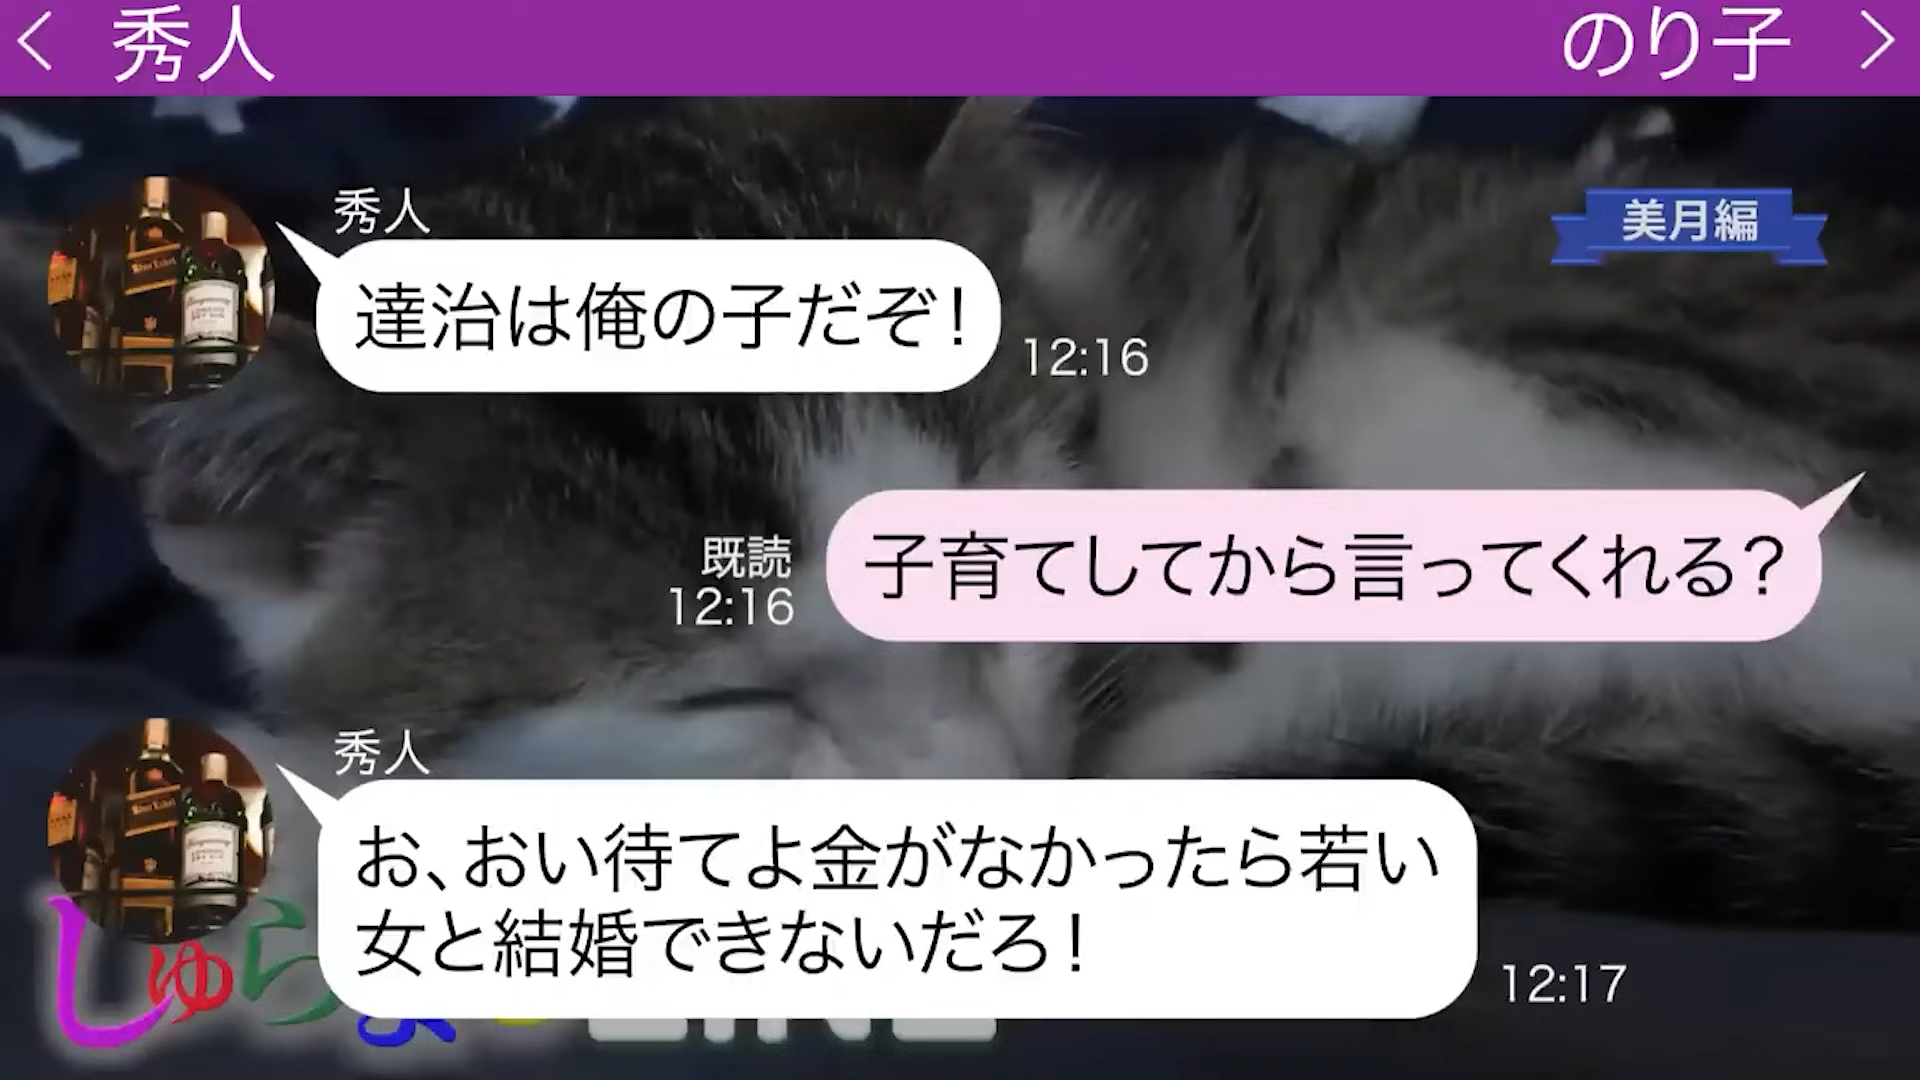 秀人
のり子
美月編
秀人
達治は俺の子だぞ！
12:16
子育てしてから言ってくれる？
既読
12:16
秀人
お、おい待てよ金がなかったら若い
女と結婚できないだろ！
12:17
しゅら